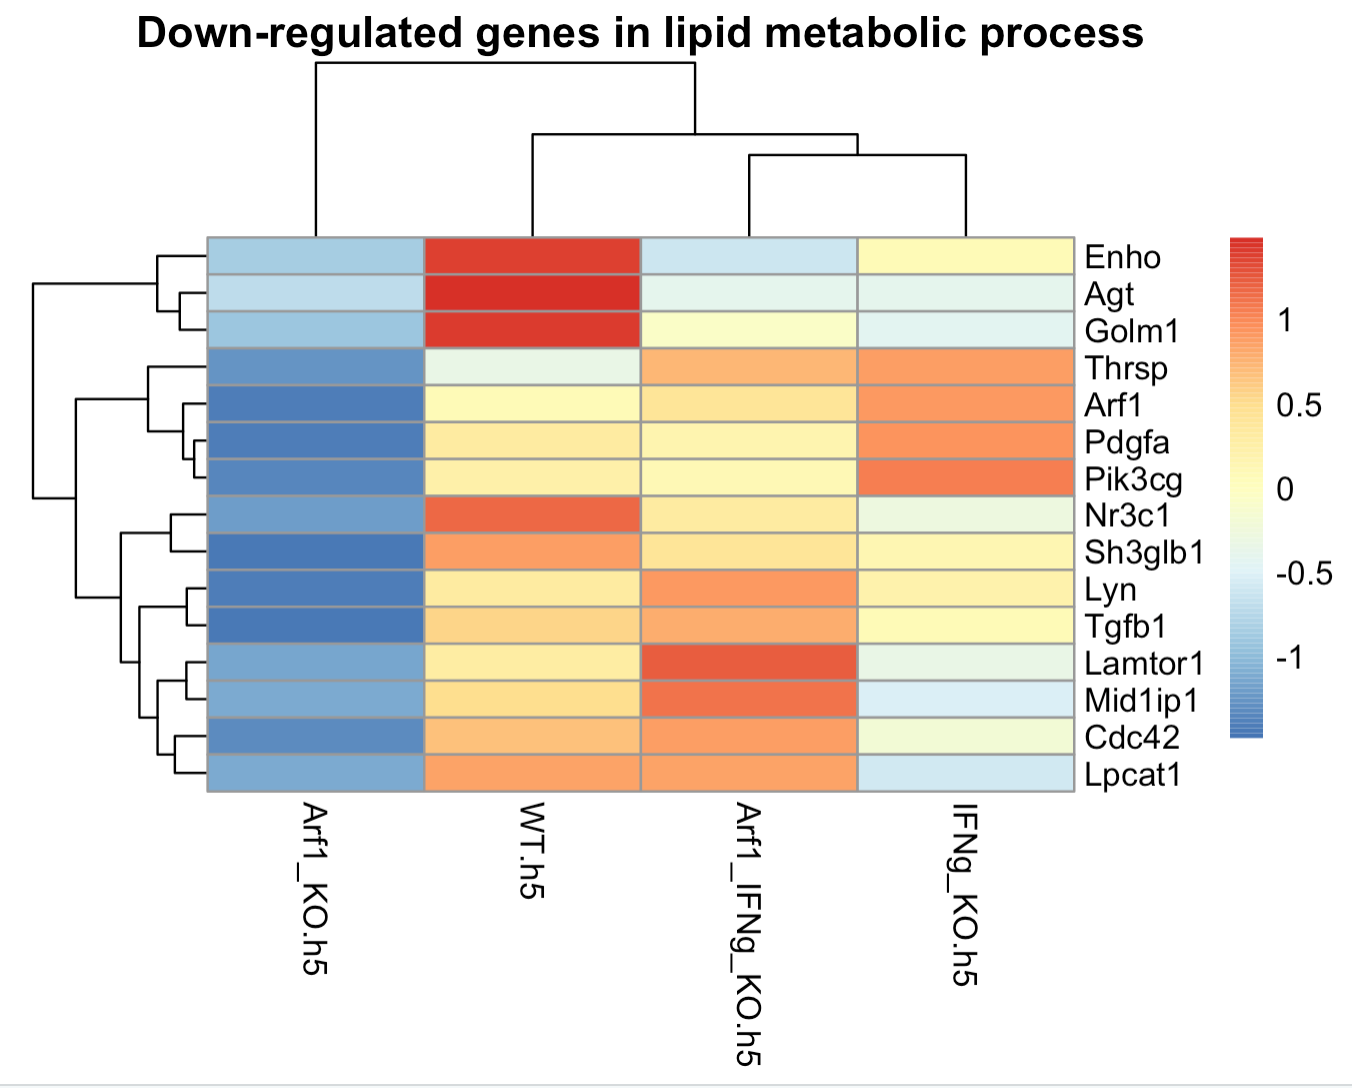 Down-regulated genes in lipid metabolic process
Enho
Agt
Golm1
Thrsp
Arf1
Pdgfa
Pik3cg
Nr3c1
Sh3glb1
Lyn
Tgfb1
Lamtor1
Mid1ip1
Cdc42
Lpcat1
1
0.5
0
-0.5
-1
Arf1_KO.h5
WT.h5
Arf1_IFNg_KO.h5
IFNg_KO.h5